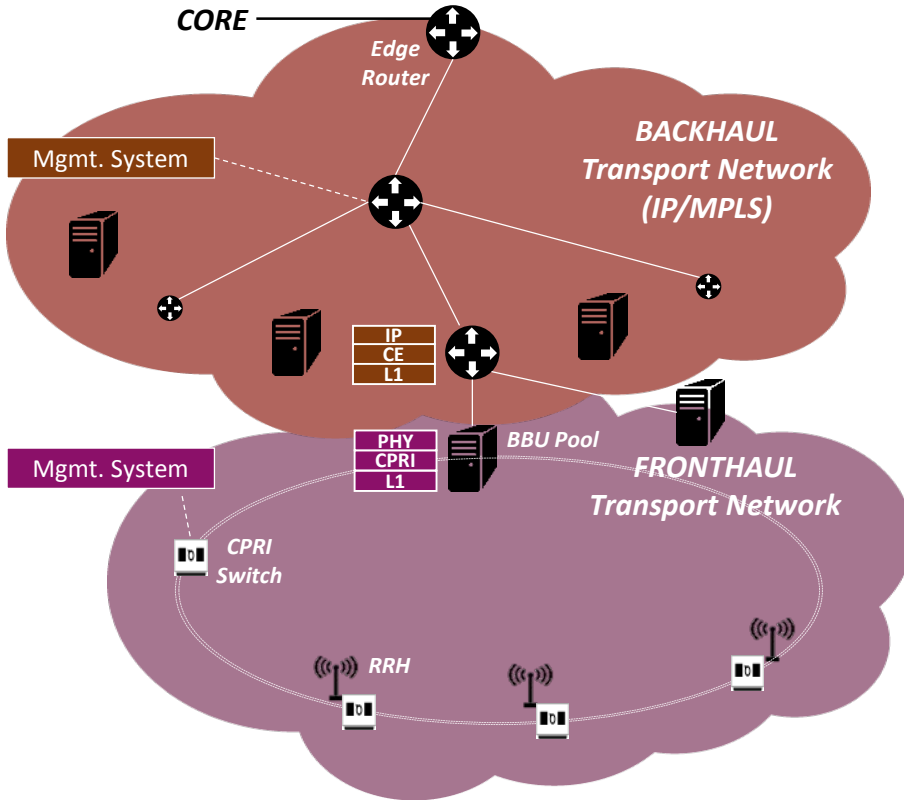 CORE
Edge
Router
BACKHAUL
Transport Network
(IP/MPLS)
Mgmt. System
IP
CE
L1
PHY
CPRI
L1
BBU Pool
Mgmt. System
FRONTHAUL
Transport Network
CPRI
Switch
RRH